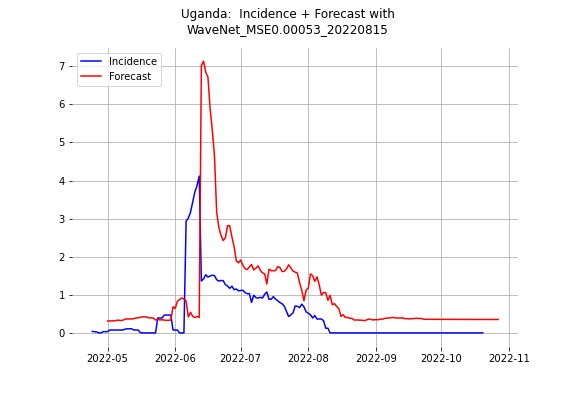 Uganda:  Incidence + Forecast with
WaveNet_MSE0.00053_20220815
Incidence
Forecast
7
6
5
4
3
2
1
0
2022-05 2022-06 2022-07 2022-08 2022-09 2022-10 2022-11